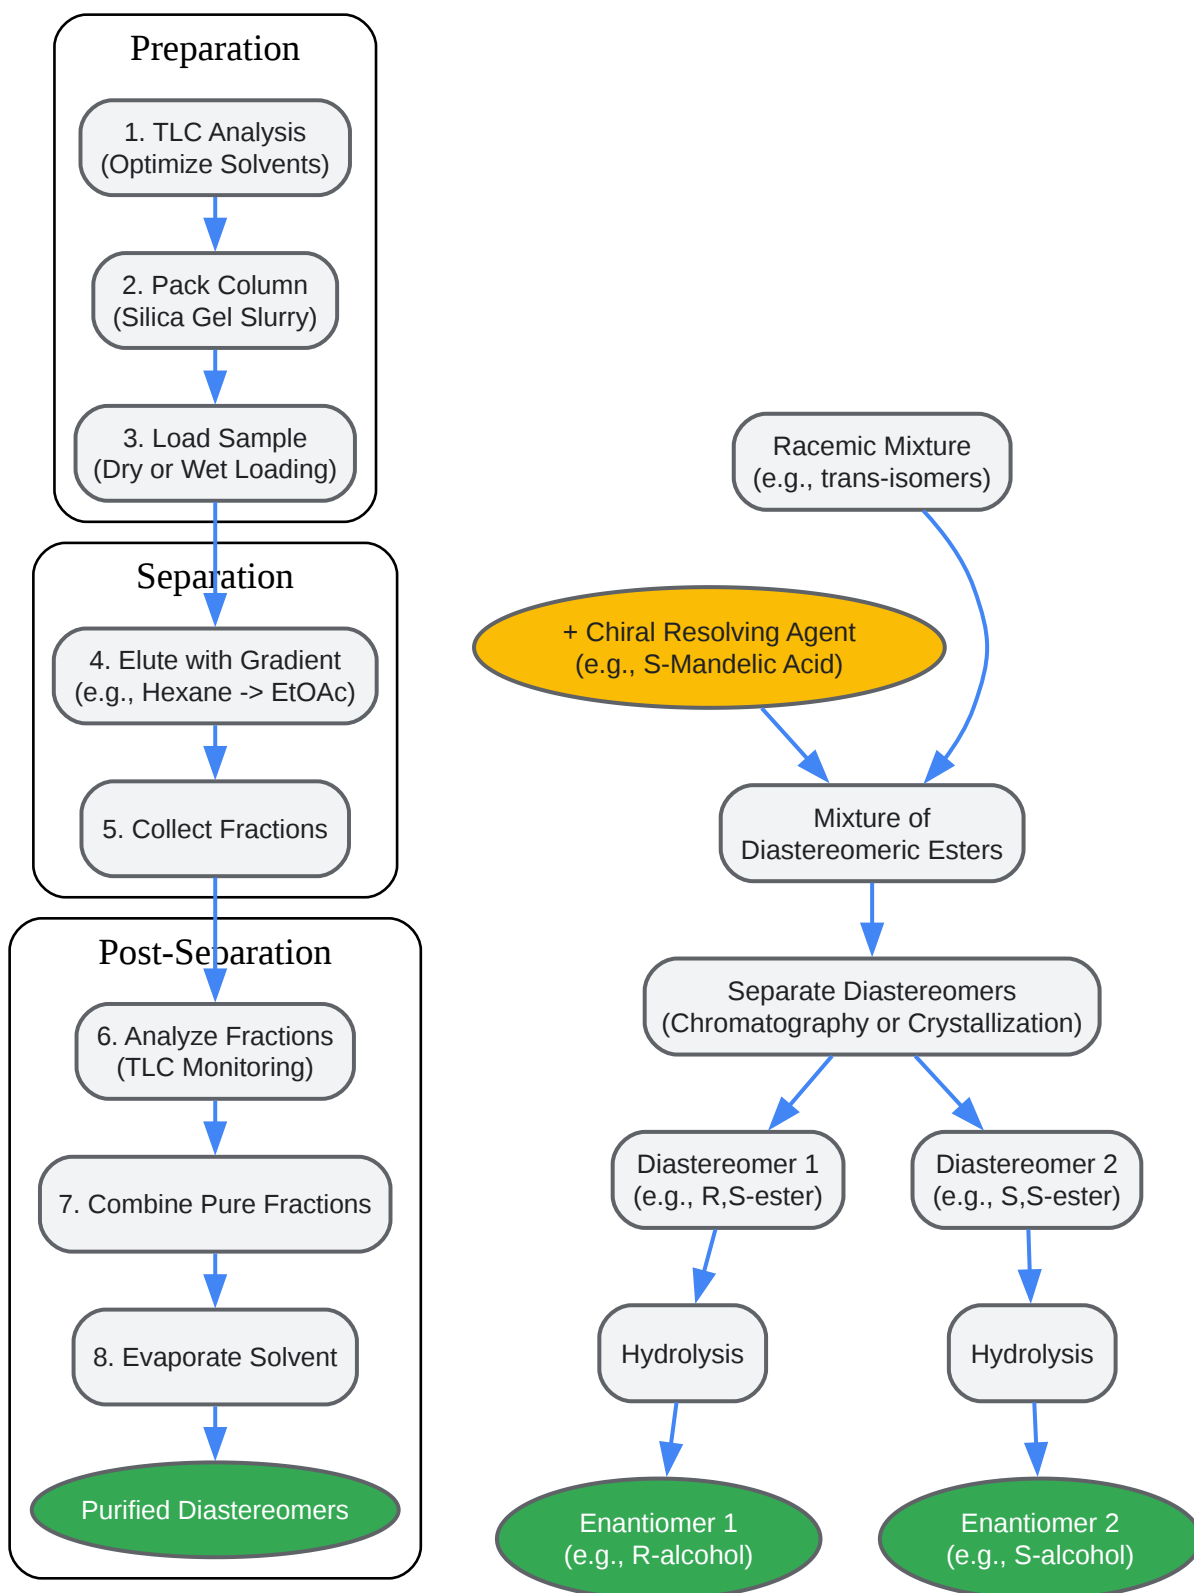 Preparation
1. TLC Analysis
(Optimize Solvents)
2. Pack Column
(Silica Gel Slurry)
3. Load Sample
(Dry or Wet Loading)
Separation
4. Elute with Gradient
(e.g., Hexane -> EtOAc)
5. Collect Fractions
Post-Separation
6. Analyze Fractions
(TLC Monitoring)
7. Combine Pure Fractions
8. Evaporate Solvent
Purified Diastereomers
Racemic Mixture
(e.g., trans-isomers)
+ Chiral Resolving Agent
(e.g., S-Mandelic Acid)
Mixture of
Diastereomeric Esters
Separate Diastereomers
(Chromatography or Crystallization)
Diastereomer 1
(e.g., R,S-ester)
Diastereomer 2
(e.g., S,S-ester)
Hydrolysis
Hydrolysis
Enantiomer 1
(e.g., R-alcohol)
Enantiomer 2
(e.g., S-alcohol)